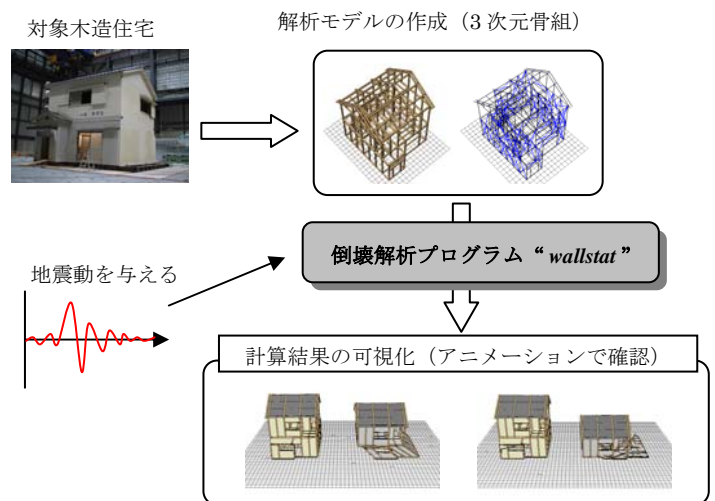 対象木造住宅
解析モデルの作成（3 次元骨組）
倒壊解析プログラム“ wallstat ”
地震動を与える
計算結果の可視化（アニメーションで確認）